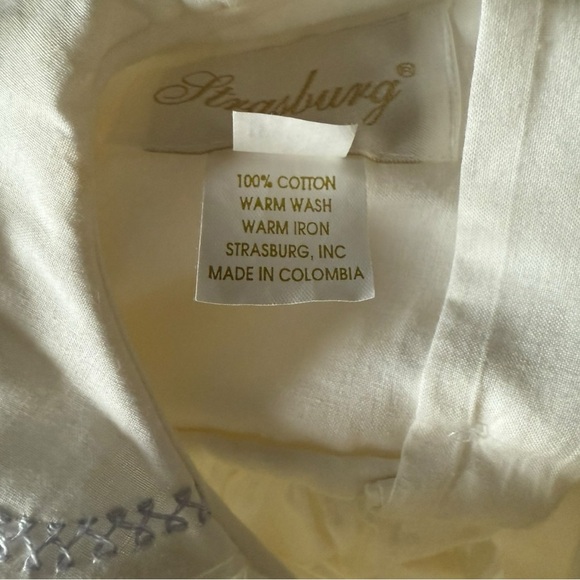 Strasburg®
100% COTTON
WARM WASH
WARM IRON
STRASBURG, INC
MADE IN COLOMBIA